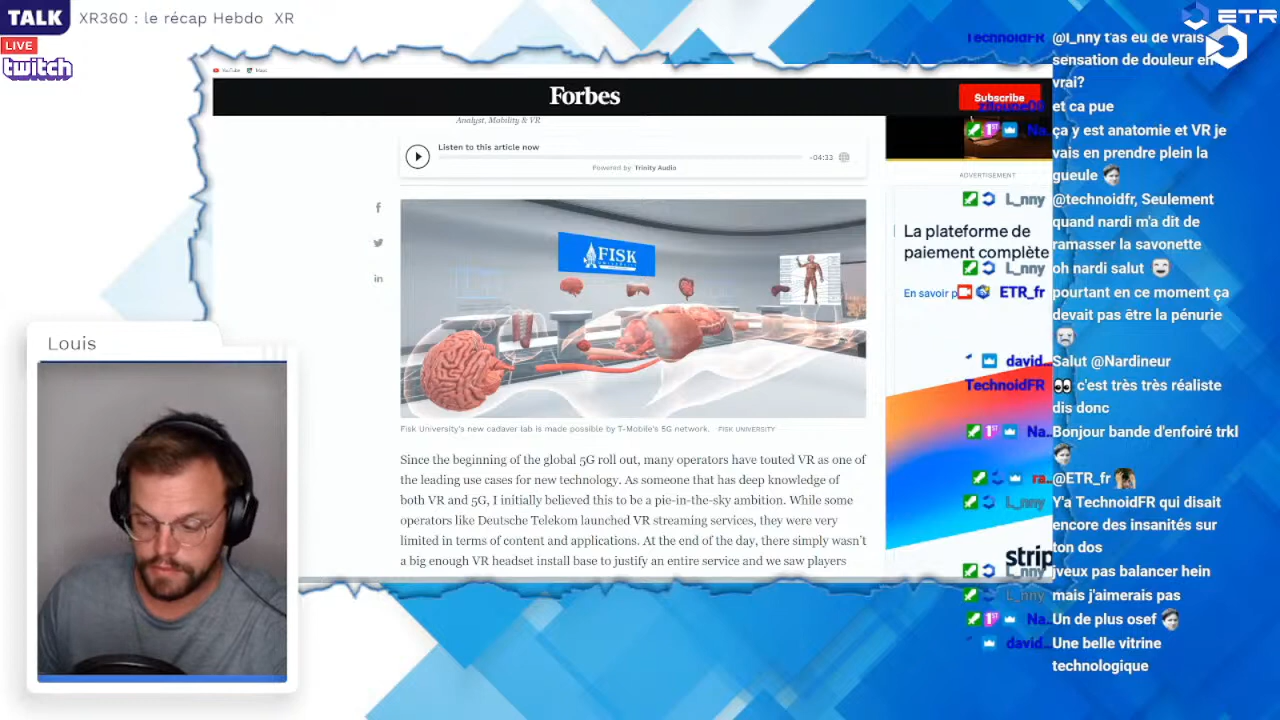 TALK
XR360 : le récap Hebdo XR
LIVE
twitch
ETR
YouTube
Maps
Forbes
Subscribe
Analyst, Mobility & VR
Listen to this article now
-04:33
Powered by Trinity Audio
FISK
Fisk University's new cadaver lab is made possible by T-Mobile's 5G network. FISK UNIVERSITY
Since the beginning of the global 5G roll out, many operators have touted VR as one of
the leading use cases for new technology. As someone that has deep knowledge of
both VR and 5G, I initially believed this to be a pie-in-the-sky ambition. While some
operators like Deutsche Telekom launched VR streaming services, they were very
limited in terms of content and applications. At the end of the day, there simply wasn't
a big enough VR headset install base to justify an entire service and we saw players
ADVERTISEMENT
La plateforme de
paiement complète
En savoir p
strip
Louis
TechnoidFR @l_nny t'as eu de vrais
sensation de douleur en
vrai?
et ca pue
Na.. ça y est anatomie et VR je
vais en prendre plein la
gueule
L_nny @technoidfr, Seulement
quand nardi m'a dit de
ramasser la savonette
L_nny oh nardi salut
ETR_fr pourtant en ce moment ça
devait pas être la pénurie
david... Salut @Nardineur
TechnoidFR c'est très très réaliste
dis donc
Na.. Bonjour bande d'enfoiré trkl
ra... @ETR_fr
L_nny Y'a TechnoidFR qui disait
encore des insanités sur
ton dos
L_nny jveux pas balancer hein
L_nny mais j'aimerais pas
Na.. Un de plus osef
david... Une belle vitrine
technologique